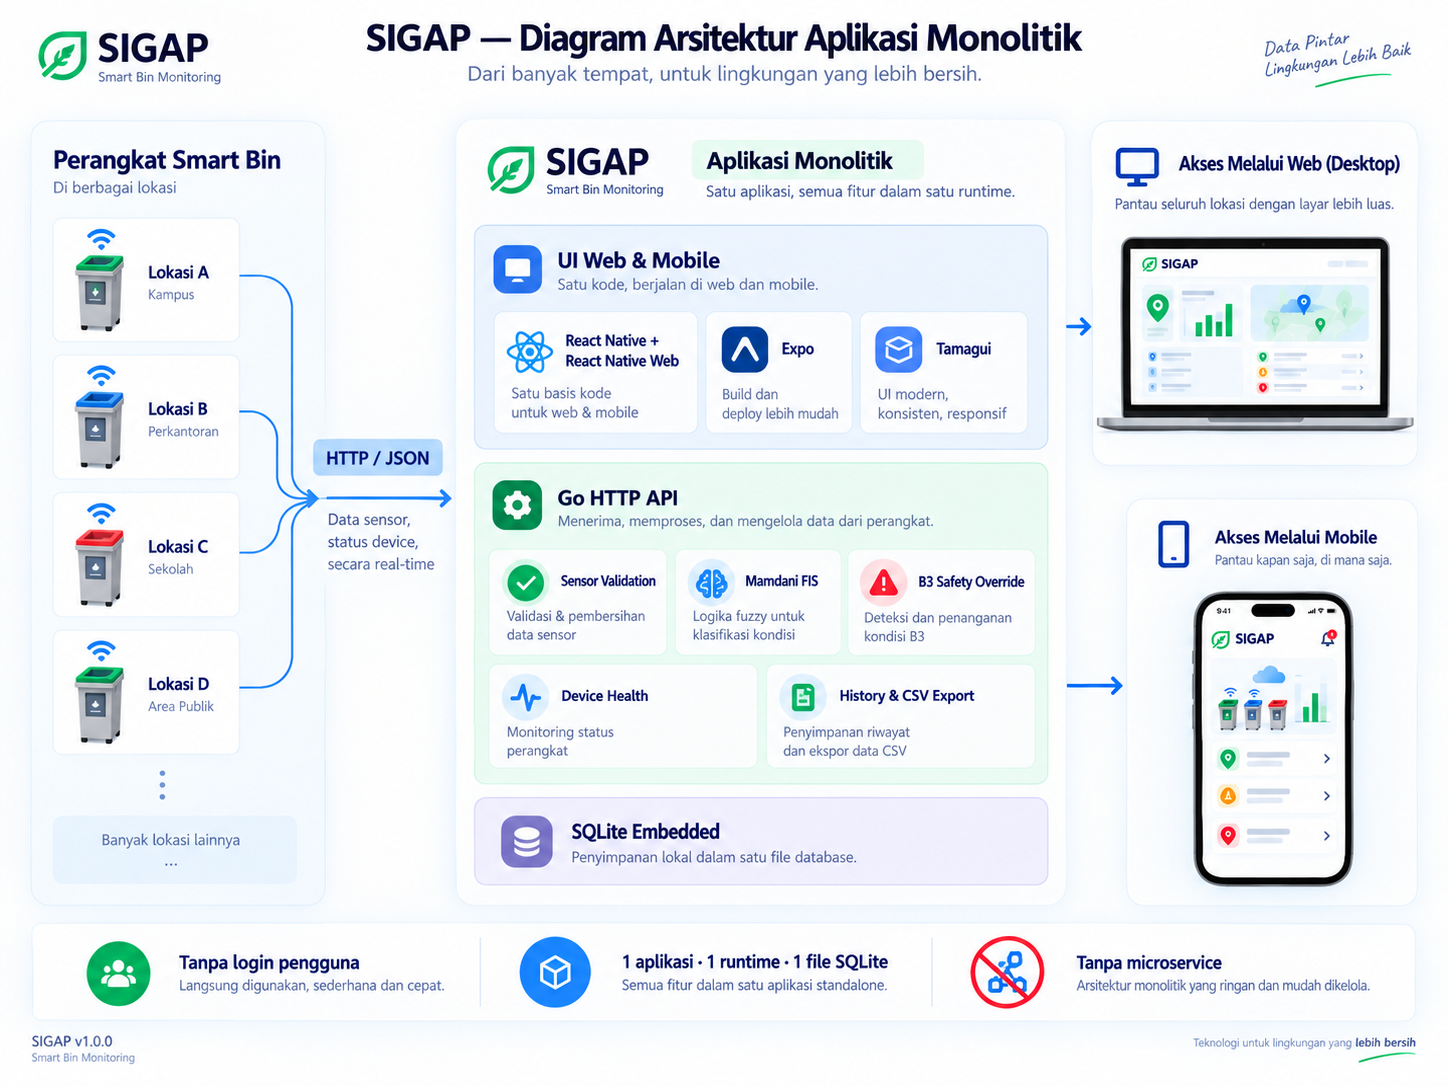 SIGAP
Smart Bin Monitoring
SIGAP — Diagram Arsitektur Aplikasi Monolitik
Dari banyak tempat, untuk lingkungan yang lebih bersih.
Data Pintar
Lingkungan Lebih Baik
Perangkat Smart Bin
Di berbagai lokasi
Lokasi A
Kampus
Lokasi B
Perkantoran
Lokasi C
Sekolah
Lokasi D
Area Publik
Banyak lokasi lainnya
...
HTTP / JSON
Data sensor,
status device,
secara real-time
SIGAP
Smart Bin Monitoring
Aplikasi Monolitik
Satu aplikasi, semua fitur dalam satu runtime.
UI Web & Mobile
Satu kode, berjalan di web dan mobile.
React Native +
React Native Web
Satu basis kode
untuk web & mobile
Expo
Build dan
deploy lebih mudah
Tamagui
UI modern,
konsisten, responsif
Go HTTP API
Menerima, memproses, dan mengelola data dari perangkat.
Sensor Validation
Validasi & pembersihan
data sensor
Mamdani FIS
Logika fuzzy untuk
klasifikasi kondisi
B3 Safety Override
Deteksi dan penanganan
kondisi B3
Device Health
Monitoring status
perangkat
History & CSV Export
Penyimpanan riwayat
dan ekspor data CSV
SQLite Embedded
Penyimpanan lokal dalam satu file database.
Akses Melalui Web (Desktop)
Pantau seluruh lokasi dengan layar lebih luas.
SIGAP
Akses Melalui Mobile
Pantau kapan saja, di mana saja.
9:41
SIGAP
Tanpa login pengguna
Langsung digunakan, sederhana dan cepat.
1 aplikasi · 1 runtime · 1 file SQLite
Semua fitur dalam satu aplikasi standalone.
Tanpa microservice
Arsitektur monolitik yang ringan dan mudah dikelola.
SIGAP v1.0.0
Smart Bin Monitoring
Teknologi untuk lingkungan yang lebih bersih